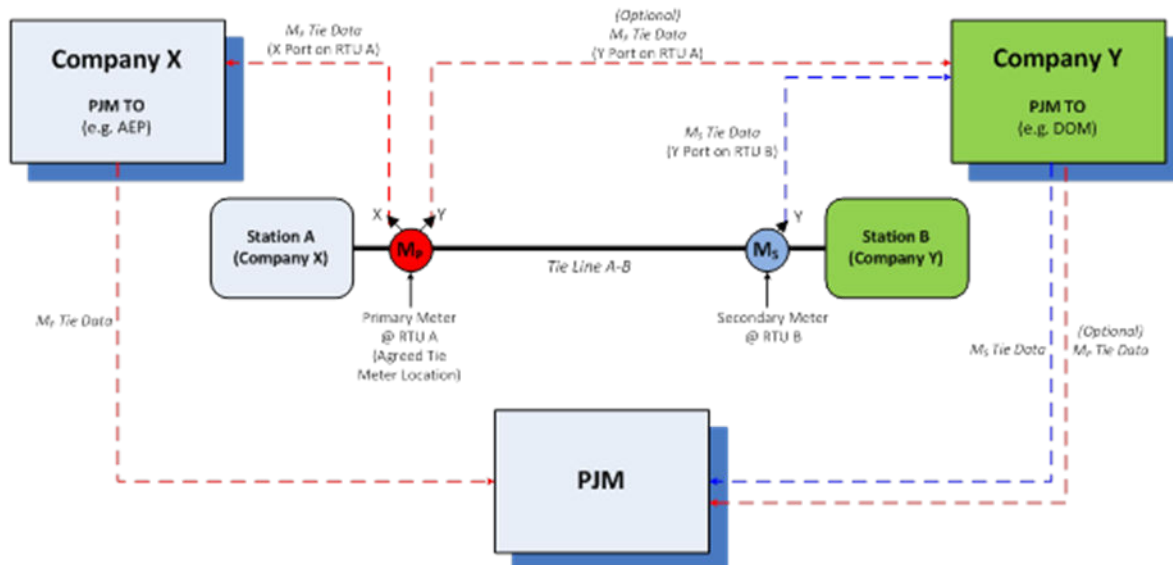 Company X
PJM TO
(e.g. AEP)
MP Tie Data
(X Port on RTU A)
(Optional)
MP Tie Data
(Y Port on RTU A)
Company Y
PJM TO
(e.g. DOM)
MS Tie Data
(Y Port on RTU B)
X
Y
Y
Station A
(Company X)
MP
Tie Line A-B
MS
Station B
(Company Y)
Primary Meter
@ RTU A
(Agreed Tie
Meter Location)
Secondary Meter
@ RTU B
MP Tie Data
MS Tie Data
(Optional)
MP Tie Data
PJM